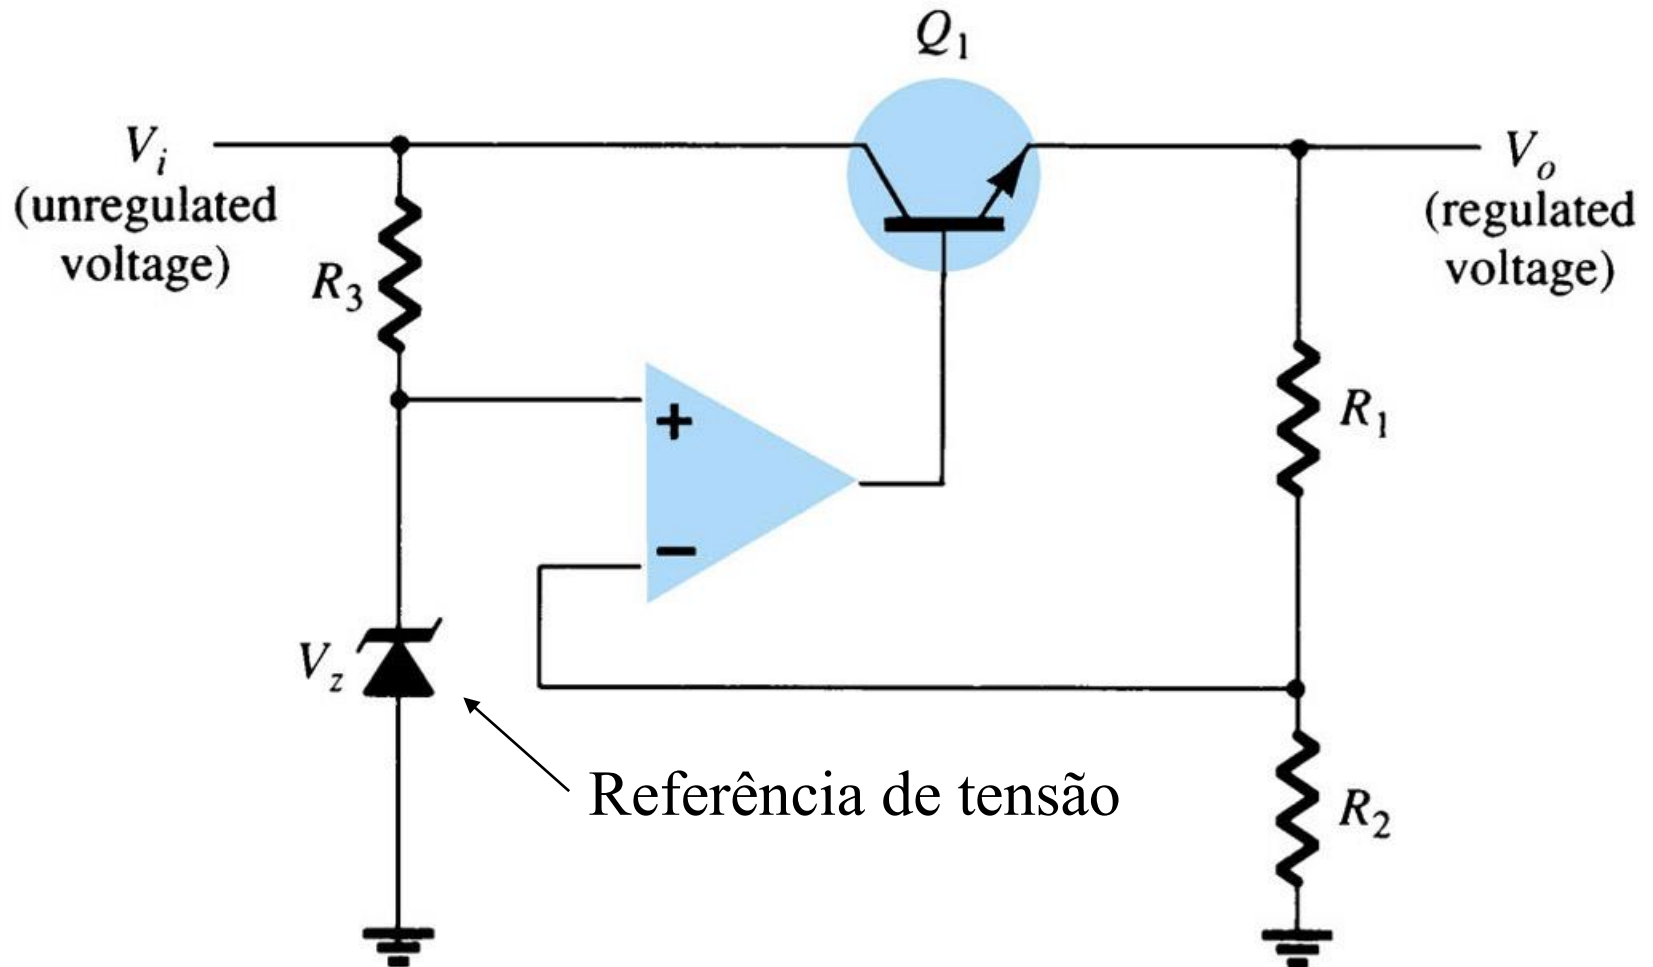 Q1
Vi
(unregulated
voltage)
Vo
(regulated
voltage)
R3
R1
+
−
Vz
Referência de tensão
R2